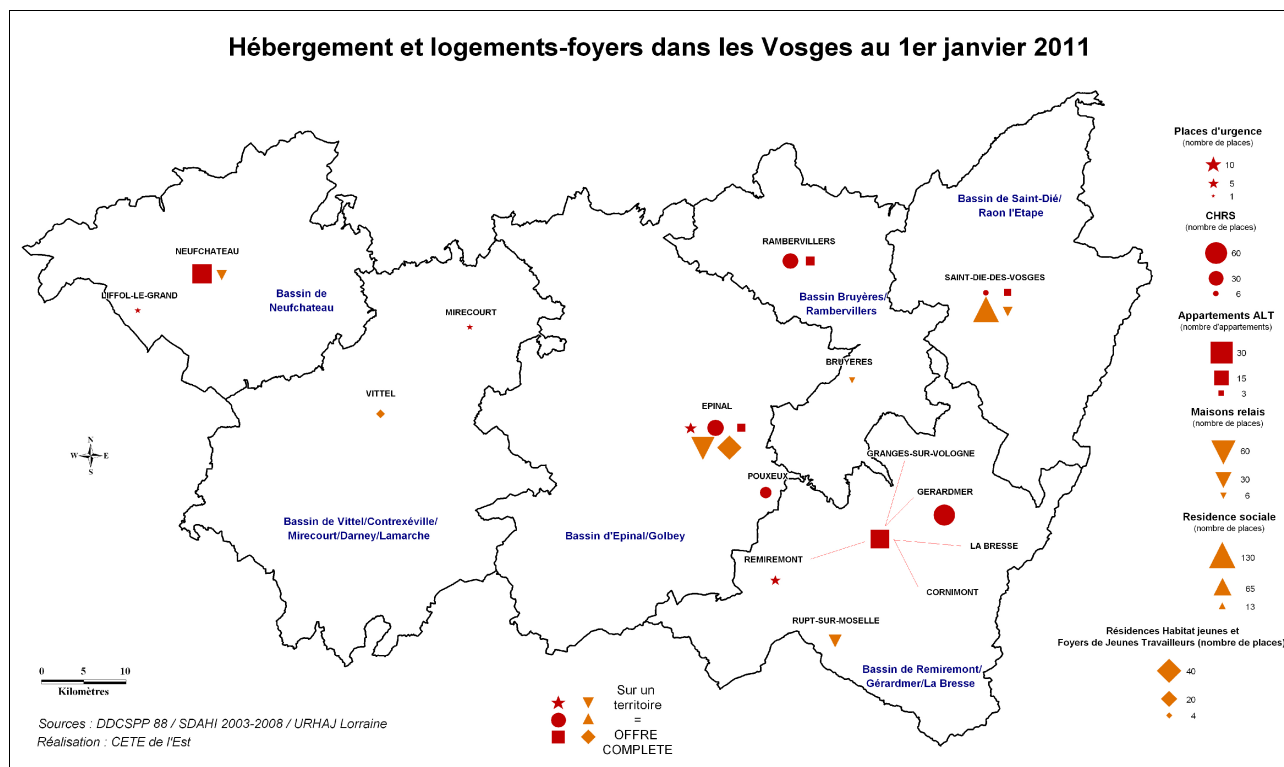 Hébergement et logements-foyers dans les Vosges au 1er janvier 2011
Places d'urgence
(nombre de places)
10
5
1
CHRS
(nombre de places)
60
30
6
Appartements ALT
(nombre d'appartements)
30
15
3
Maisons relais
(nombre de places)
60
30
6
Residence sociale
(nombre de places)
130
65
13
Résidences Habitat jeunes et
Foyers de Jeunes Travailleurs (nombre de places)
40
20
4
Bassin de Saint-Dié/
Raon l'Etape
NEUFCHATEAU
RAMBERVILLERS
SAINT-DIE-DES-VOSGES
LIFFOL-LE-GRAND
Bassin de
Neufchateau
MIRECOURT
Bassin Bruyères/
Rambervillers
BRUYERES
VITTEL
EPINAL
N
W E
S
GRANGES-SUR-VOLOGNE
POUXEUX
GERARDMER
Bassin de Vittel/Contrexéville/
Mirecourt/Darney/Lamarche
Bassin d'Epinal/Golbey
LA BRESSE
REMIREMONT
CORNIMONT
RUPT-SUR-MOSELLE
Bassin de Remiremont/
Gérardmer/La Bresse
0 5 10
Kilomètres
Sur un
territoire
=
OFFRE
COMPLETE
Sources : DDCSPP 88 / SDAHI 2003-2008 / URHAJ Lorraine
Réalisation : CETE de l'Est